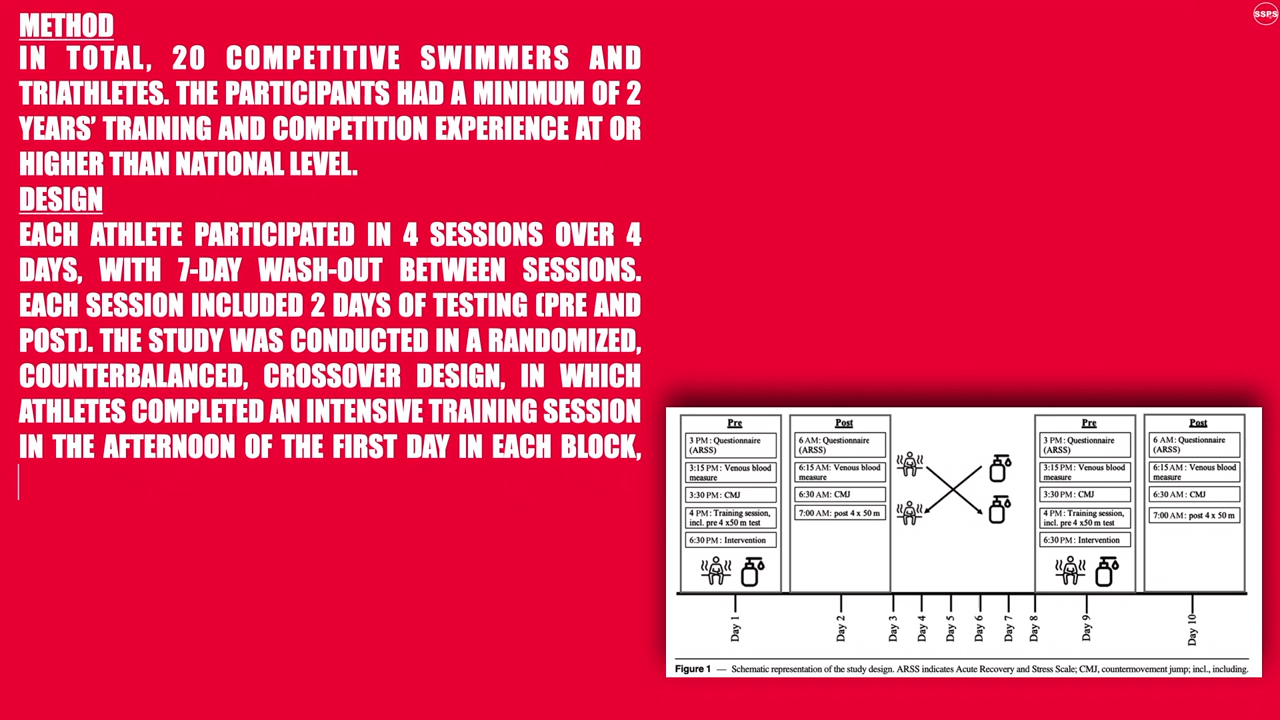 SSPS
METHOD
IN TOTAL, 20 COMPETITIVE SWIMMERS AND
TRIATHLETES. THE PARTICIPANTS HAD A MINIMUM OF 2
YEARS' TRAINING AND COMPETITION EXPERIENCE AT OR
HIGHER THAN NATIONAL LEVEL.
DESIGN
EACH ATHLETE PARTICIPATED IN 4 SESSIONS OVER 4
DAYS, WITH 7-DAY WASH-OUT BETWEEN SESSIONS.
EACH SESSION INCLUDED 2 DAYS OF TESTING (PRE AND
POST). THE STUDY WAS CONDUCTED IN A RANDOMIZED,
COUNTERBALANCED, CROSSOVER DESIGN, IN WHICH
ATHLETES COMPLETED AN INTENSIVE TRAINING SESSION
IN THE AFTERNOON OF THE FIRST DAY IN EACH BLOCK,
Pre
3 PM : Questionnaire
(ARSS)
3:15 PM : Venous blood
measure
3:30 PM : CMJ
4 PM : Training session,
incl. pre 4 x50 m test
6:30 PM : Intervention
Post
6 AM: Questionnaire
(ARSS)
6:15 AM: Venous blood
measure
6:30 AM: CMJ
7:00 AM: post 4 x 50 m
Pre
3 PM : Questionnaire
(ARSS)
3:15 PM : Venous blood
measure
3:30 PM : CMJ
4 PM : Training session,
incl. pre 4 x50 m test
6:30 PM : Intervention
Post
6 AM: Questionnaire
(ARSS)
6:15 AM: Venous blood
measure
6:30 AM: CMJ
7:00 AM: post 4 x 50 m
Day 1
Day 2
Day 3
Day 4
Day 5
Day 6
Day 7
Day 8
Day 9
Day 10
Figure 1 — Schematic representation of the study design. ARSS indicates Acute Recovery and Stress Scale; CMJ, countermovement jump; incl., including.